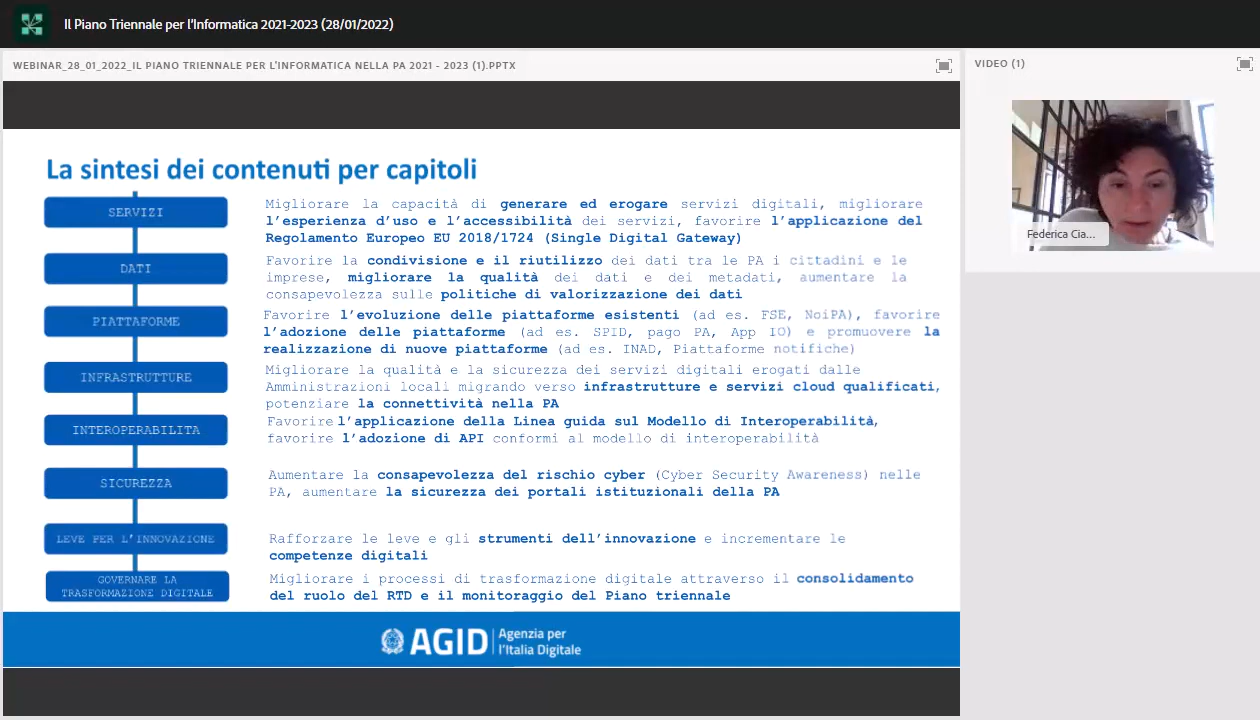 Il Piano Triennale per l'Informatica 2021-2023 (28/01/2022)
WEBINAR_28_01_2022_IL PIANO TRIENNALE PER L'INFORMATICA NELLA PA 2021 - 2023 (1).PPTX
VIDEO (1)
La sintesi dei contenuti per capitoli
SERVIZI
Migliorare la capacità di generare ed erogare servizi digitali, migliorare
l'esperienza d'uso e l'accessibilità dei servizi, favorire l'applicazione del
Regolamento Europeo EU 2018/1724 (Single Digital Gateway)
DATI
Favorire la condivisione e il riutilizzo dei dati tra le PA i cittadini e le
imprese, migliorare la qualità dei dati e dei metadati, aumentare la
consapevolezza sulle politiche di valorizzazione dei dati
PIATTAFORME
Favorire l'evoluzione delle piattaforme esistenti (ad es. FSE, NoiPA), favorire
l'adozione delle piattaforme (ad es. SPID, pago PA, App IO) e promuovere la
realizzazione di nuove piattaforme (ad es. INAD, Piattaforme notifiche)
INFRASTRUTTURE
Migliorare la qualità e la sicurezza dei servizi digitali erogati dalle
Amministrazioni locali migrando verso infrastrutture e servizi cloud qualificati,
potenziare la connettività nella PA
INTEROPERABILITA
Favorire l'applicazione della Linea guida sul Modello di Interoperabilità,
favorire l'adozione di API conformi al modello di interoperabilità
SICUREZZA
Aumentare la consapevolezza del rischio cyber (Cyber Security Awareness) nelle
PA, aumentare la sicurezza dei portali istituzionali della PA
LEVE PER L'INNOVAZIONE
Rafforzare le leve e gli strumenti dell'innovazione e incrementare le
competenze digitali
GOVERNARE LA
TRASFORMAZIONE DIGITALE
Migliorare i processi di trasformazione digitale attraverso il consolidamento
del ruolo del RTD e il monitoraggio del Piano triennale
AGID
Agenzia per
l'Italia Digitale
Federica Cia...